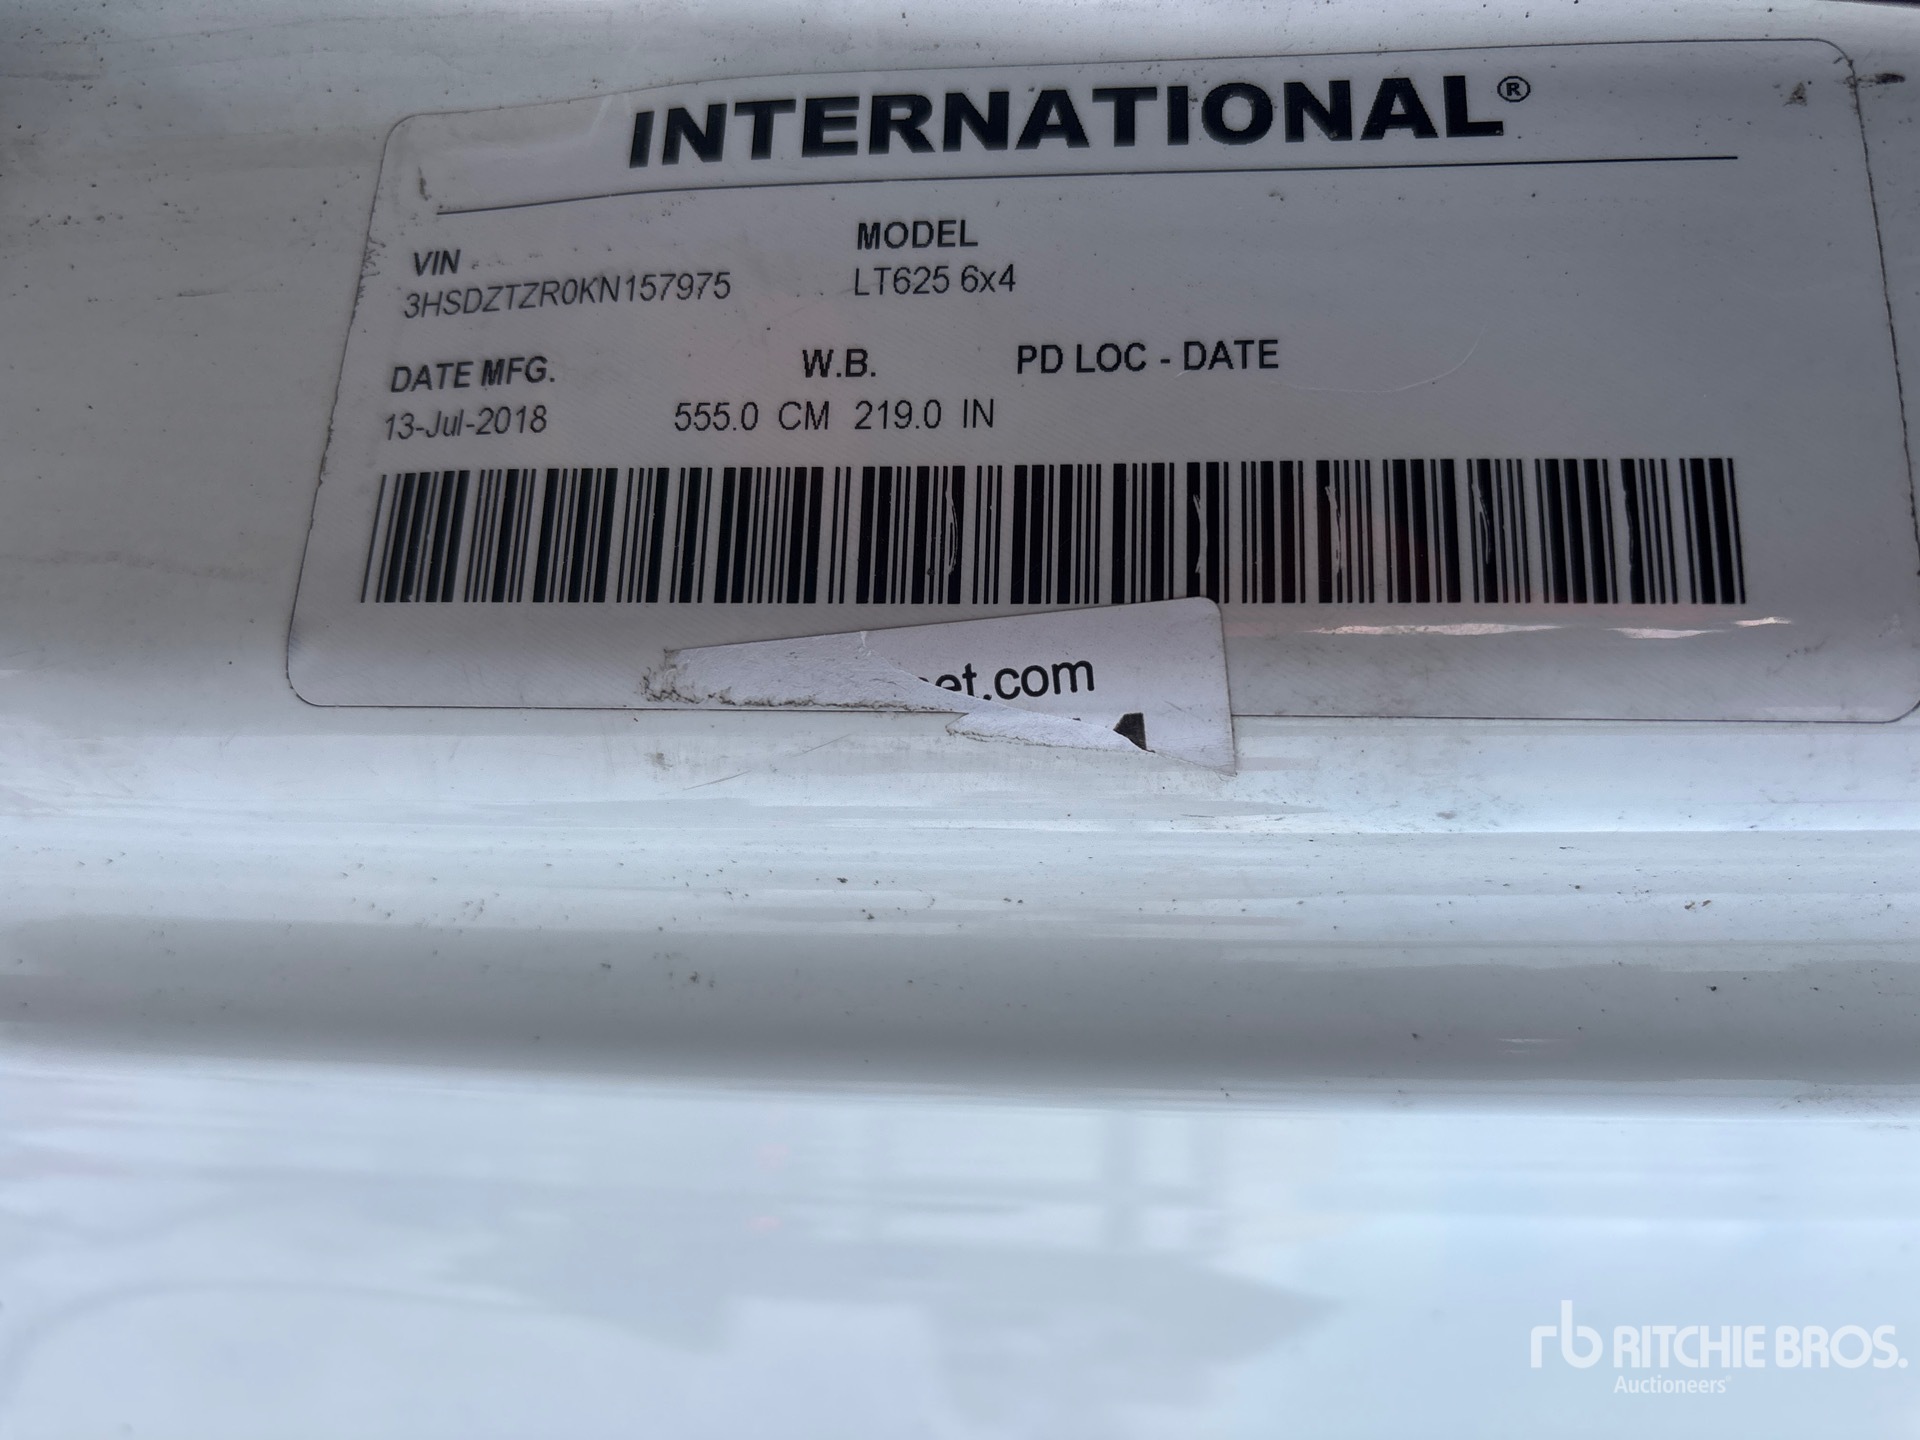 INTERNATIONAL®
VIN
3HSDZTZR0KN157975
MODEL
LT625 6x4
DATE MFG.
13-Jul-2018
W.B.
555.0 CM 219.0 IN
PD LOC - DATE
.com
rb RITCHIE BROS.
Auctioneers